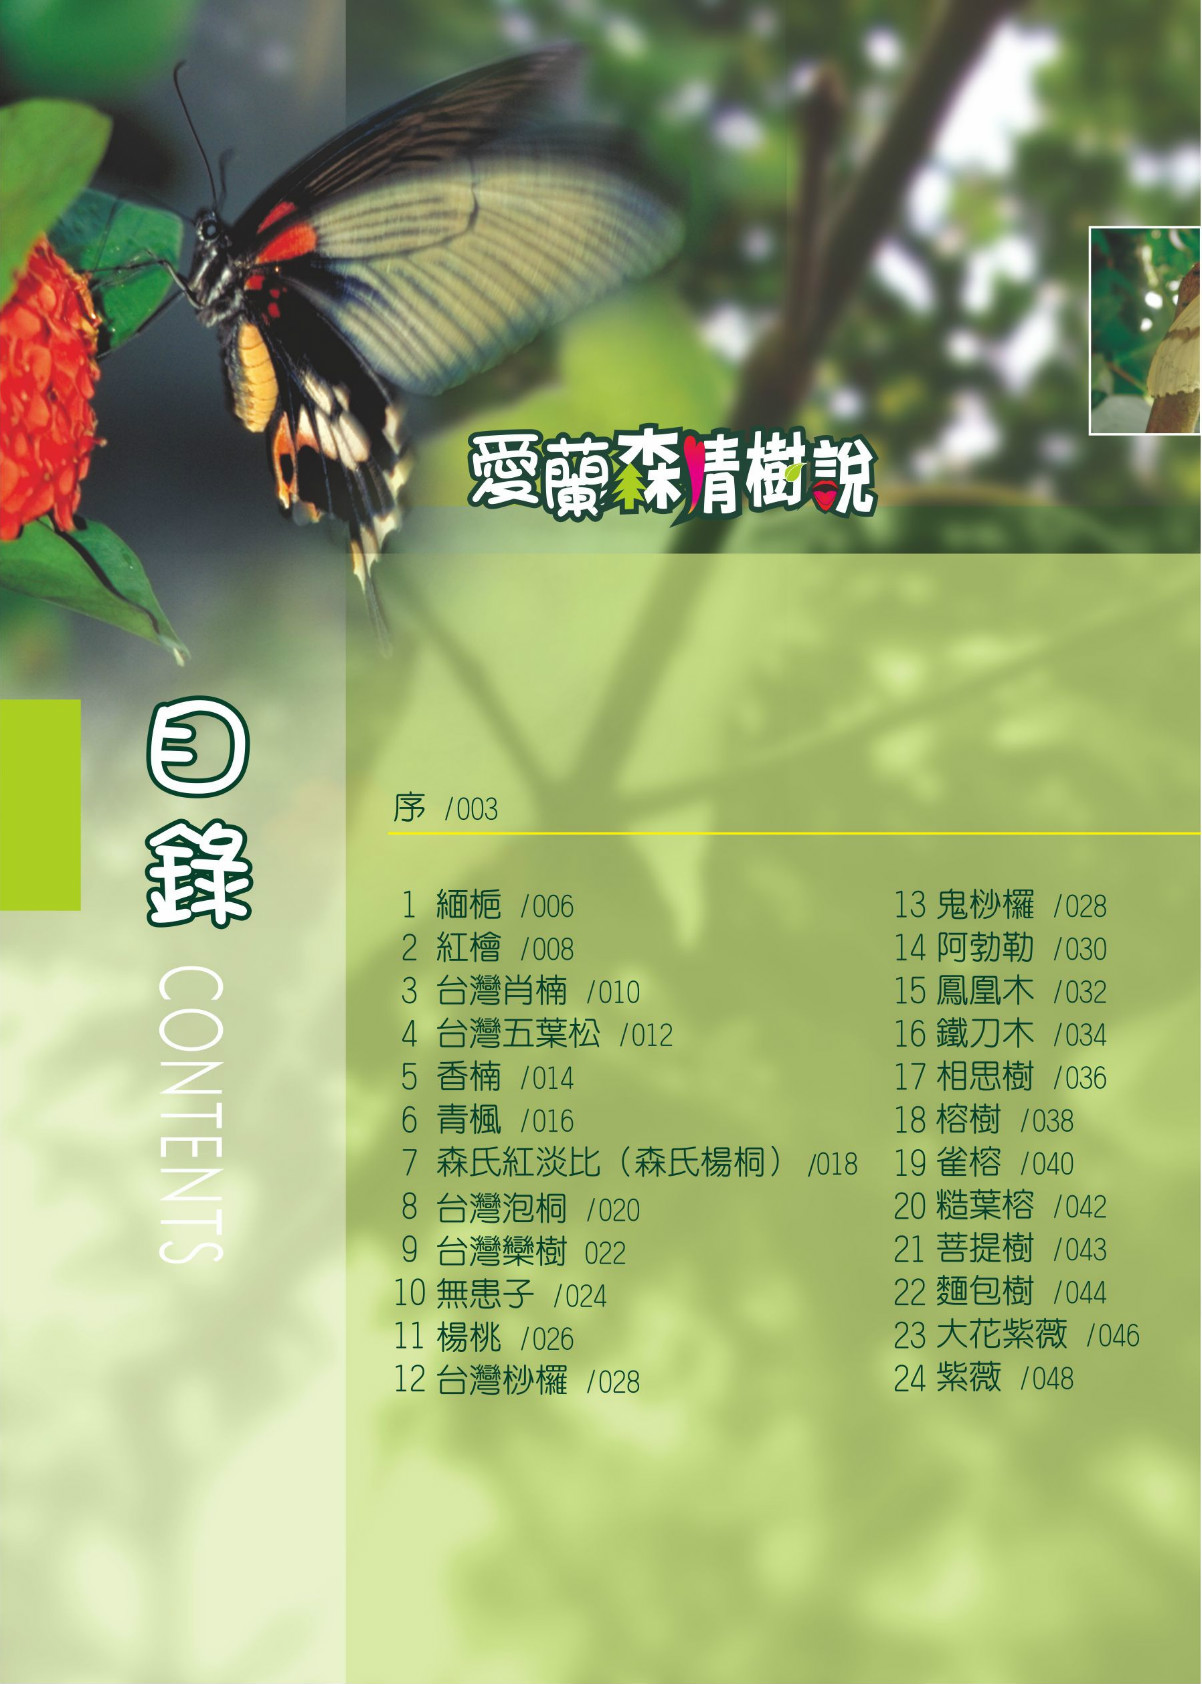 愛蘭森情樹說
目錄
CONTENTS
序 /003
1 緬梔 /006
2 紅檜 /008
3 台灣肖楠 /010
4 台灣五葉松 /012
5 香楠 /014
6 青楓 /016
7 森氏紅淡比（森氏楊桐） /018
8 台灣泡桐 /020
9 台灣欒樹 022
10 無患子 /024
11 楊桃 /026
12 台灣桫欏 /028
13 鬼桫欏 /028
14 阿勃勒 /030
15 鳳凰木 /032
16 鐵刀木 /034
17 相思樹 /036
18 榕樹 /038
19 雀榕 /040
20 糙葉榕 /042
21 菩提樹 /043
22 麵包樹 /044
23 大花紫薇 /046
24 紫薇 /048